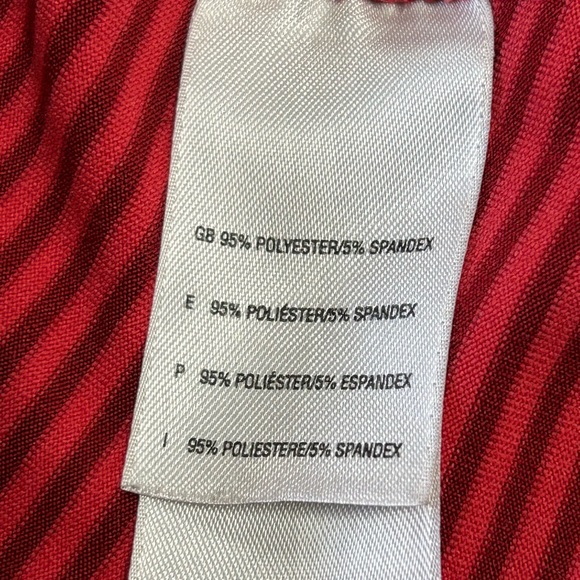 GB 95% POLYESTER/5% SPANDEX
E 95% POLIÉSTER/5% SPANDEX
P 95% POLIÉSTER/5% ESPANDEX
I 95% POLIESTERE/5% SPANDEX